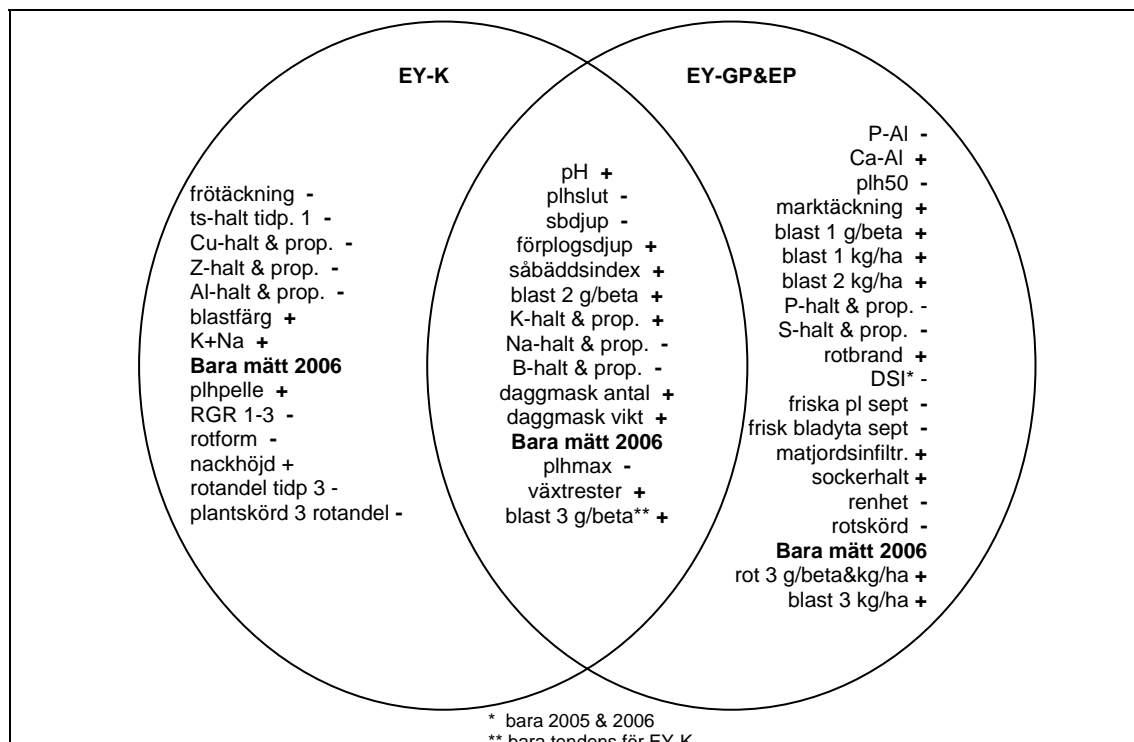 EY-K
EY-GP&EP
frötäckning -
ts-halt tidp. 1 -
Cu-halt & prop. -
Z-halt & prop. -
Al-halt & prop. -
blastfärg +
K+Na +
Bara mätt 2006
plhpelle +
RGR 1-3 -
rotform -
nackhöjd +
rotandel tidp 3 -
plantskörd 3 rotandel -
pH +
plhslut -
sbdjup -
förplogsdjup +
såbäddsindex +
blast 2 g/beta +
K-halt & prop. +
Na-halt & prop. -
B-halt & prop. -
daggmask antal +
daggmask vikt +
Bara mätt 2006
plhmax -
växtrester +
blast 3 g/beta** +
P-Al -
Ca-Al +
plh50 -
marktäckning +
blast 1 g/beta +
blast 1 kg/ha +
blast 2 kg/ha +
P-halt & prop. -
S-halt & prop. -
rotbrand +
DSI* -
friska pl sept -
frisk bladyta sept -
matjordsinfiltr. +
sockerhalt +
renhet -
rotskörd -
Bara mätt 2006
rot 3 g/beta&kg/ha +
blast 3 kg/ha +
* bara 2005 & 2006
** bara tendens för EY-K